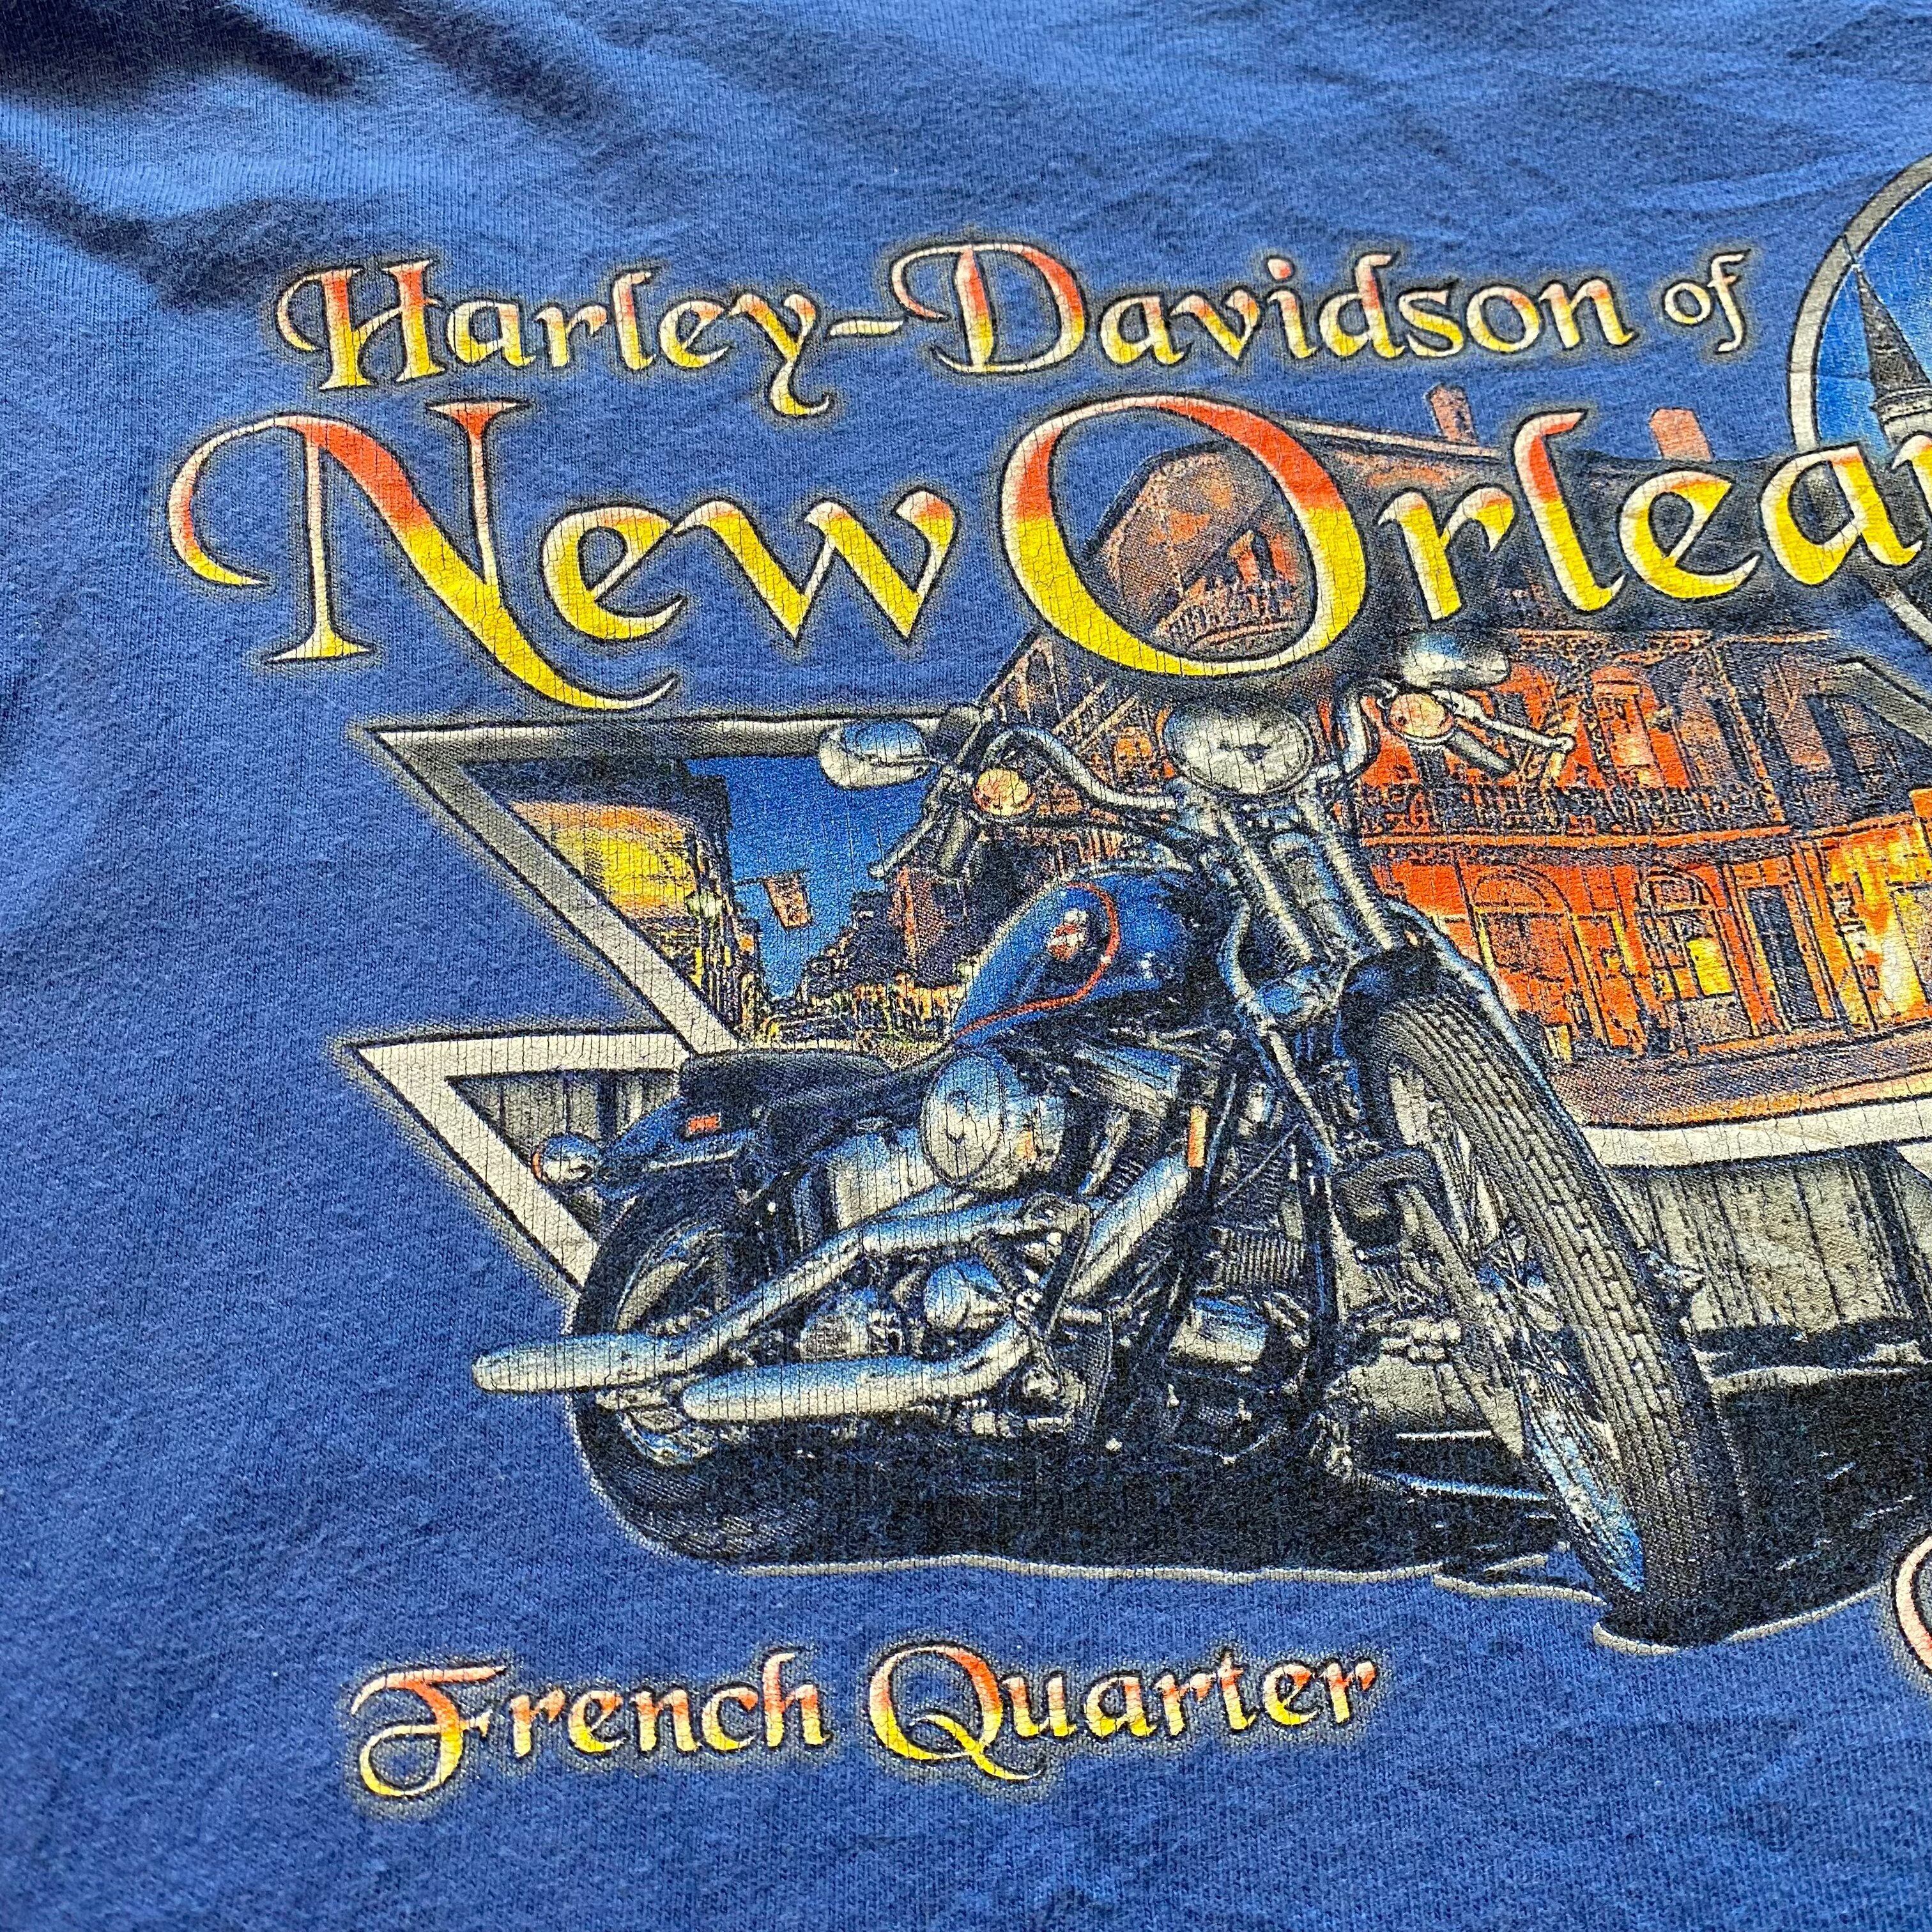 Harley-Davidson of
New Orlea
French Quarter